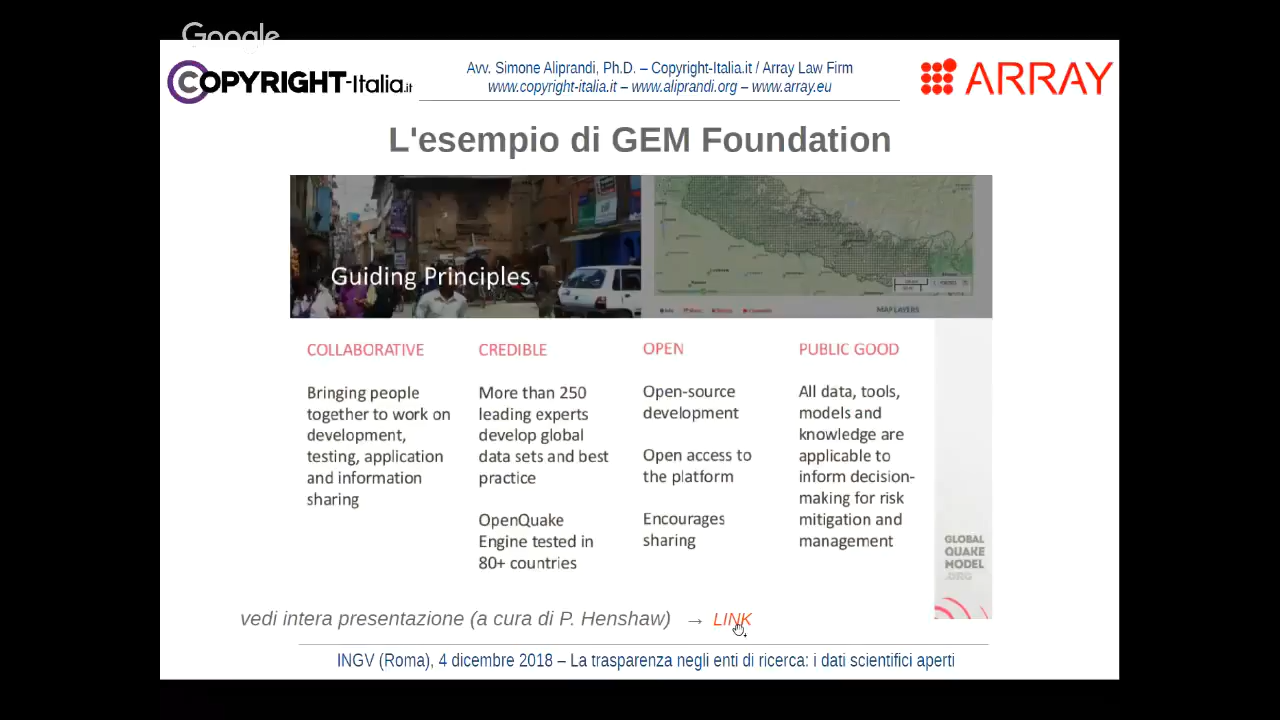 Google
COPYRIGHT-Italia.it
Avv. Simone Aliprandi, Ph.D. – Copyright-Italia.it / Array Law Firm
www.copyright-italia.it – www.aliprandi.org – www.array.eu
ARRAY
L'esempio di GEM Foundation
Guiding Principles
MAP LAYERS
COLLABORATIVE
Bringing people
together to work on
development,
testing, application
and information
sharing
CREDIBLE
More than 250
leading experts
develop global
data sets and best
practice
OpenQuake
Engine tested in
80+ countries
OPEN
Open-source
development
Open access to
the platform
Encourages
sharing
PUBLIC GOOD
All data, tools,
models and
knowledge are
applicable to
inform decision-
making for risk
mitigation and
management
GLOBAL
QUAKE
MODEL
.ORG
vedi intera presentazione (a cura di P. Henshaw) → LINK
INGV (Roma), 4 dicembre 2018 – La trasparenza negli enti di ricerca: i dati scientifici aperti